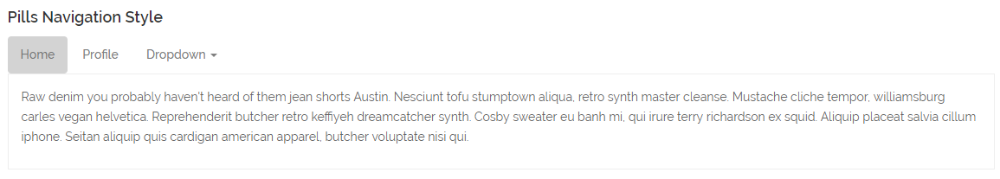 Pills Navigation Style
Home Profile Dropdown
Raw denim you probably haven't heard of them jean shorts Austin. Nesciunt tofu stumptown aliqua, retro synth master cleanse. Mustache cliche tempor, williamsburg
carles vegan helvetica. Reprehenderit butcher retro keffiyeh dreamcatcher synth. Cosby sweater eu banh mi, qui irure terry richardson ex squid. Aliquip placeat salvia cillum
iphone. Seitan aliquip quis cardigan american apparel, butcher voluptate nisi qui.